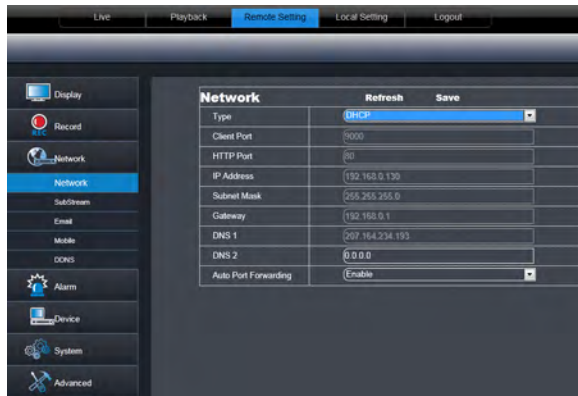 Live Playback Remote Setting Local Setting Logout
Display
Record
REC
Network
Network
SubStream
Email
Mobile
DDNS
Alarm
Device
System
Advanced
Network Refresh Save
Type DHCP
Client Port 9000
HTTP Port 80
IP Address 192.168.0.130
Subnet Mask 255.255.255.0
Gateway 192.168.0.1
DNS 1 207.164.234.193
DNS 2 0.0.0.0
Auto Port Forwarding Enable